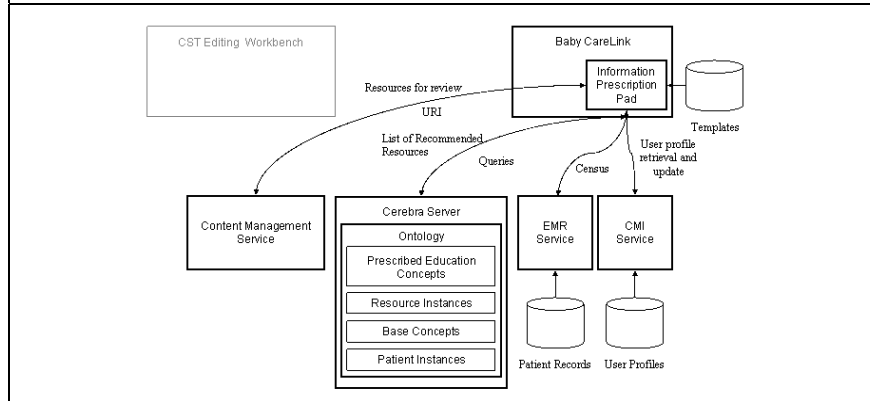 CST Editing Workbench
Baby CareLink
Information
Prescription
Pad
Templates
Resources for review
URI
List of Recommended
Resources
Queries
Census
User profile
retrieval and
update
Content Management
Service
Cerebra Server
Ontology
Prescribed Education
Concepts
Resource Instances
Base Concepts
Patient Instances
EMR
Service
CMI
Service
Patient Records
User Profiles